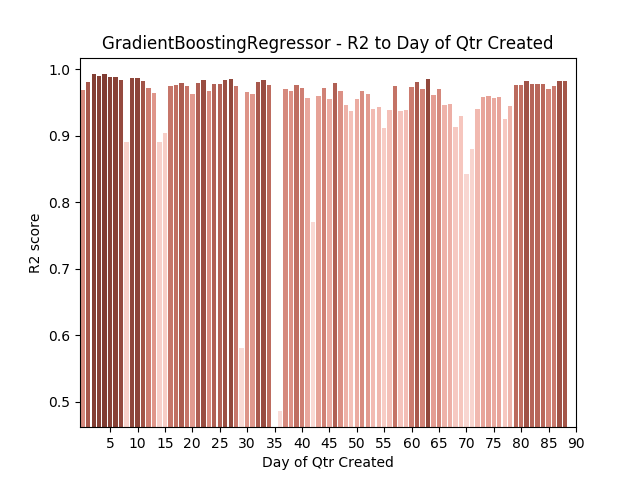 GradientBoostingRegressor - R2 to Day of Qtr Created
1.0
0.9
0.8
0.7
0.6
0.5
R2 score
5 10 15 20 25 30 35 40 45 50 55 60 65 70 75 80 85 90
Day of Qtr Created